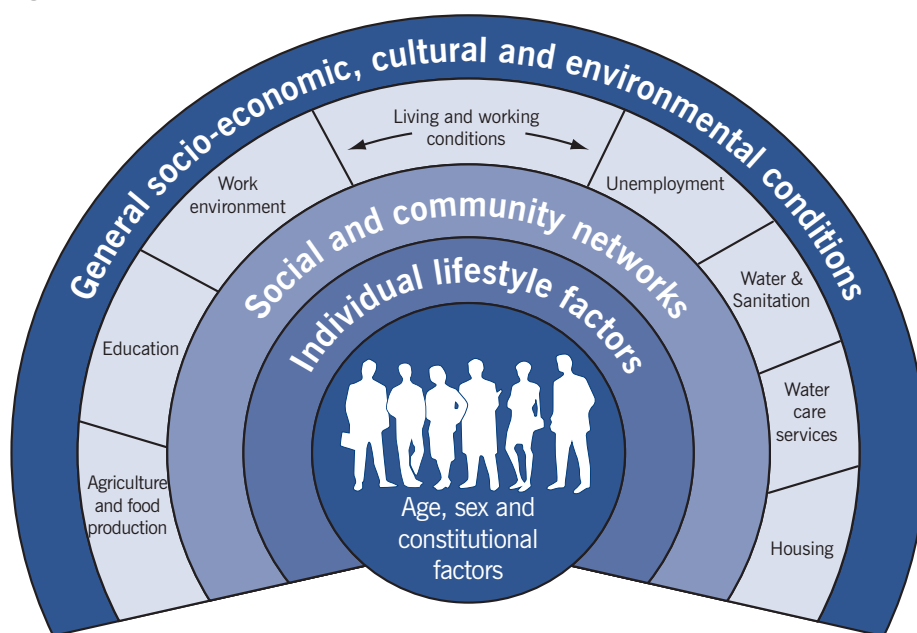 General socio-economic, cultural and environmental conditions
Living and working
conditions
Work
environment
Unemployment
Education
Water &
Sanitation
Agriculture
and food
production
Water
care
services
Housing
Social and community networks
Individual lifestyle factors
Age, sex and
constitutional
factors